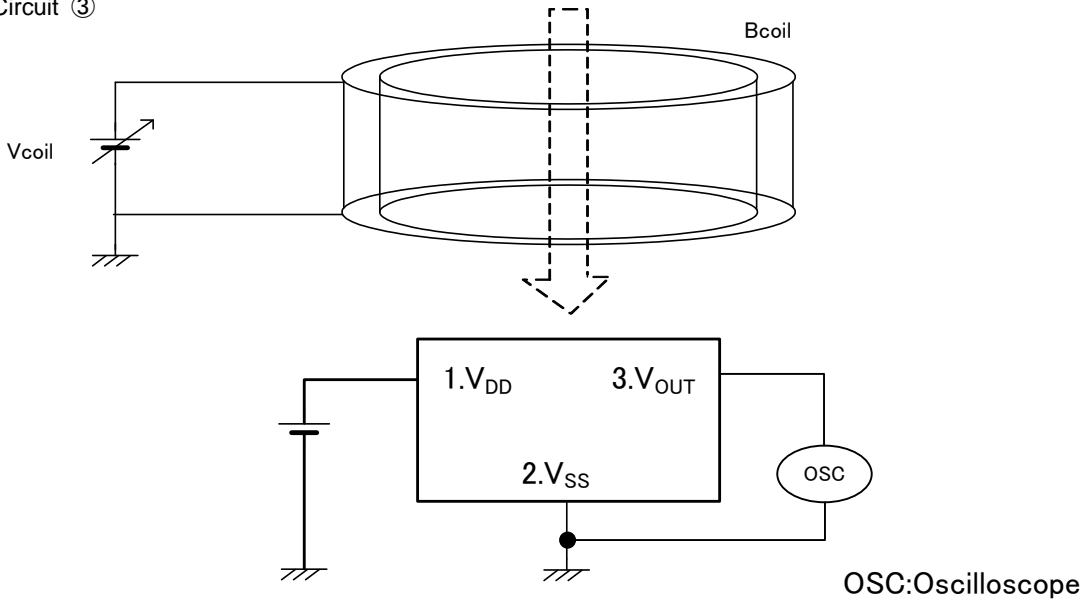 Circuit ③
Bcoil
Vcoil
1.VDD
3.VOUT
2.VSS
OSC
OSC:Oscilloscope